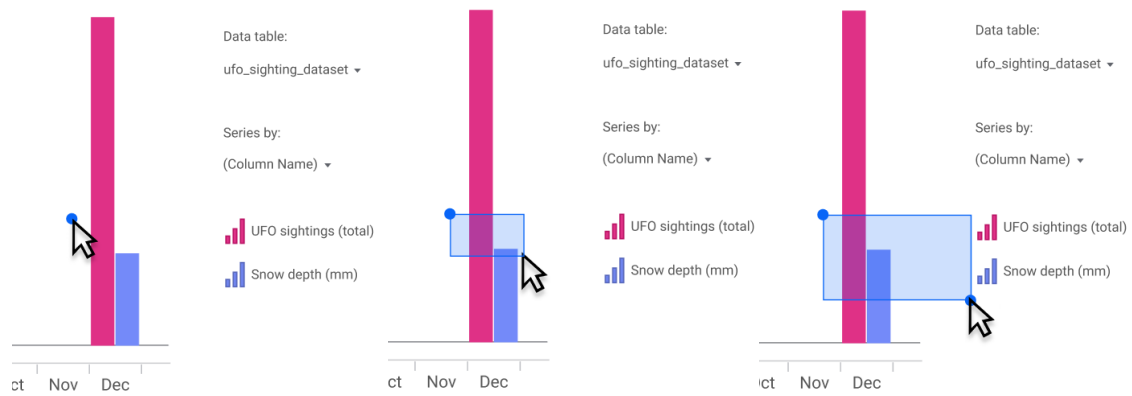 Data table:
ufo_sighting_dataset
Series by:
(Column Name)
UFO sightings (total)
Snow depth (mm)
ct Nov Dec
Data table:
ufo_sighting_dataset
Series by:
(Column Name)
UFO sightings (total)
Snow depth (mm)
ct Nov Dec
Data table:
ufo_sighting_dataset
Series by:
(Column Name)
UFO sightings (total)
Snow depth (mm)
Oct Nov Dec